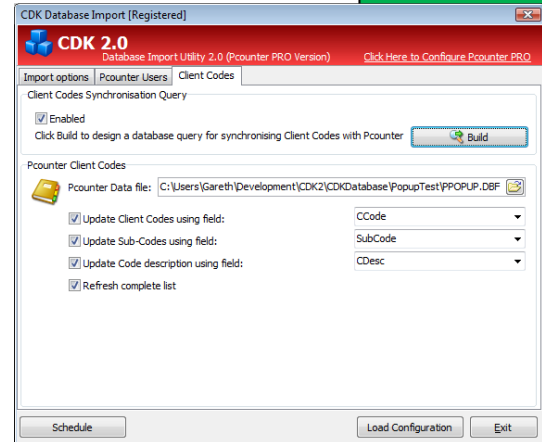 CDK Database Import [Registered]
CDK 2.0
Database Import Utility 2.0 (Pcounter PRO Version)
Click Here to Configure Pcounter PRO
Import options Pcounter Users Client Codes
Client Codes Synchronisation Query
Enabled
Click Build to design a database query for synchronising Client Codes with Pcounter Build
Pcounter Client Codes
Pcounter Data file: C:\Users\Gareth\Development\CDK2\CDKDatabase\PopupTest\PPOPUP.DBF
Update Client Codes using field: CCode
Update Sub-Codes using field: SubCode
Update Code description using field: CDesc
Refresh complete list
Schedule Load Configuration Exit